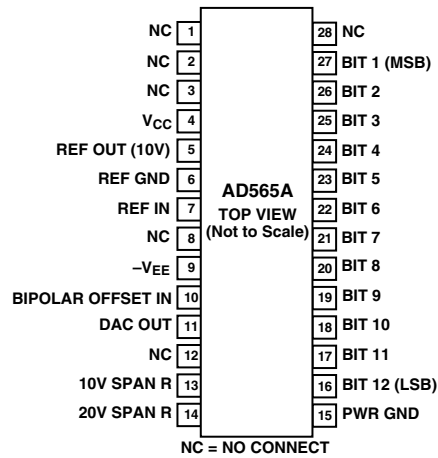 NC 1
NC 2
NC 3
VCC 4
REF OUT (10V) 5
REF GND 6
REF IN 7
NC 8
–VEE 9
BIPOLAR OFFSET IN 10
DAC OUT 11
NC 12
10V SPAN R 13
20V SPAN R 14
AD565A
TOP VIEW
(Not to Scale)
28 NC
27 BIT 1 (MSB)
26 BIT 2
25 BIT 3
24 BIT 4
23 BIT 5
22 BIT 6
21 BIT 7
20 BIT 8
19 BIT 9
18 BIT 10
17 BIT 11
16 BIT 12 (LSB)
15 PWR GND
NC = NO CONNECT